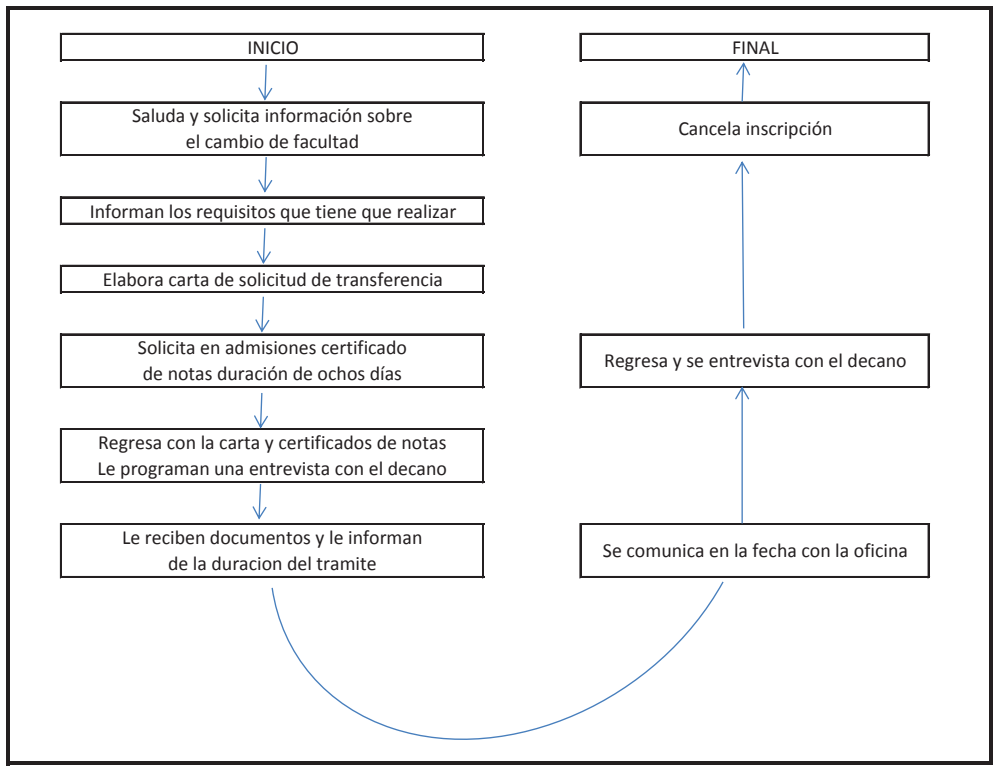 INICIO
Saluda y solicita información sobre
el cambio de facultad
Informan los requisitos que tiene que realizar
Elabora carta de solicitud de transferencia
Solicita en admisiones certificado
de notas duración de ochos días
Regresa con la carta y certificados de notas
Le programan una entrevista con el decano
Le reciben documentos y le informan
de la duracion del tramite
Se comunica en la fecha con la oficina
Regresa y se entrevista con el decano
Cancela inscripción
FINAL